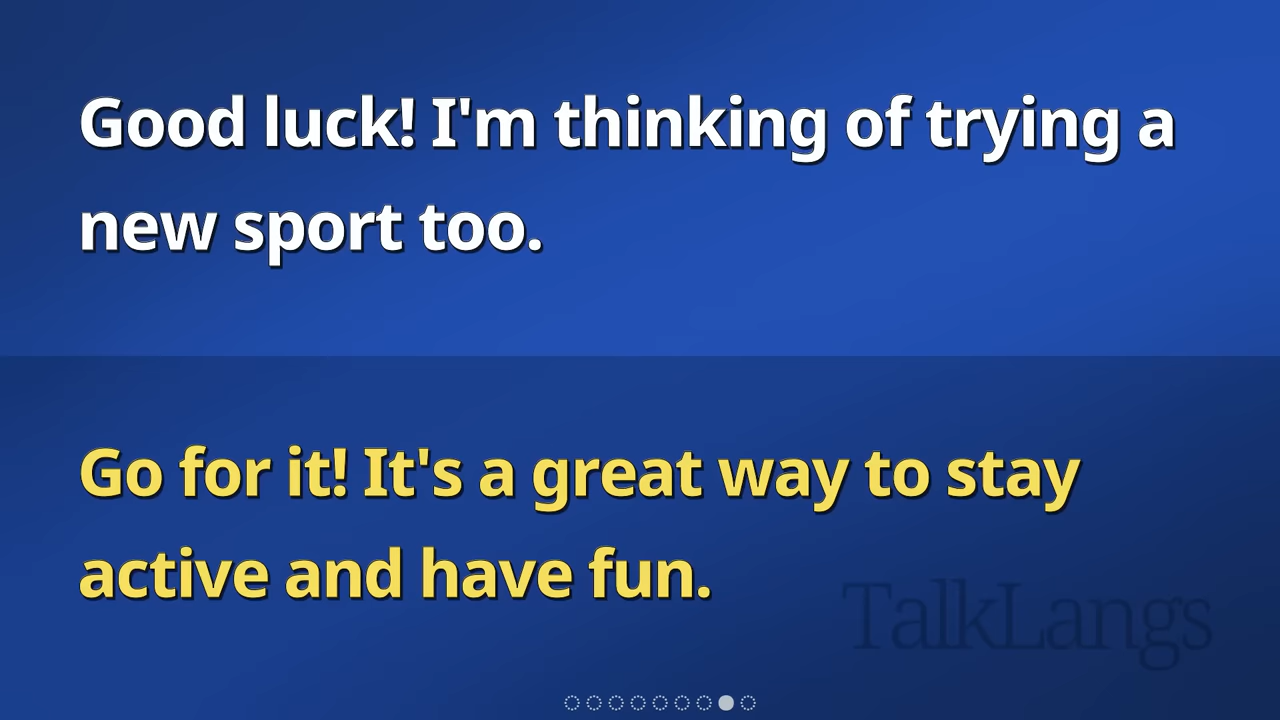 Good luck! I'm thinking of trying a
new sport too.
Go for it! It's a great way to stay
active and have fun.
TalkLangs